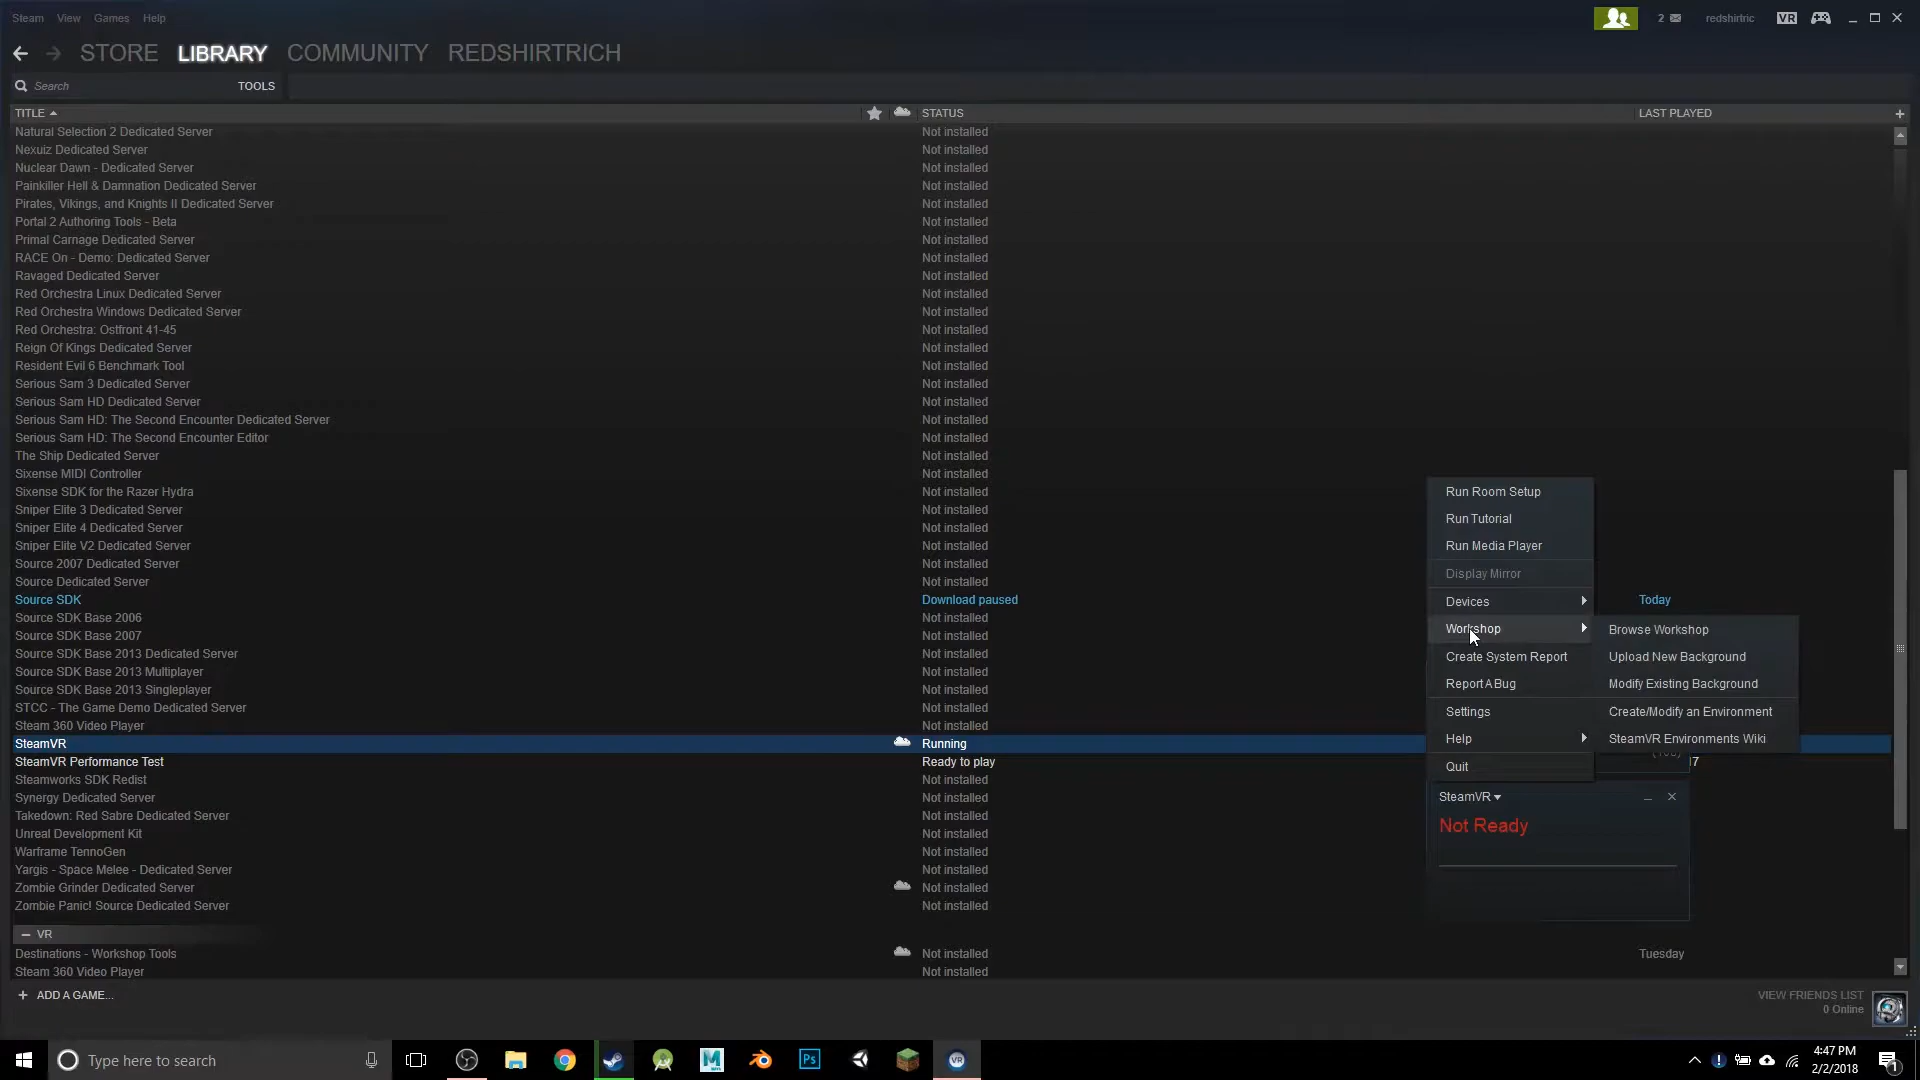 Steam View Games Help
2 redshirtric VR
STORE LIBRARY COMMUNITY REDSHIRTRICH
Search TOOLS
TITLE STATUS LAST PLAYED +
Natural Selection 2 Dedicated Server Not installed
Nexuiz Dedicated Server Not installed
Nuclear Dawn - Dedicated Server Not installed
Painkiller Hell & Damnation Dedicated Server Not installed
Pirates, Vikings, and Knights II Dedicated Server Not installed
Portal 2 Authoring Tools - Beta Not installed
Primal Carnage Dedicated Server Not installed
RACE On - Demo: Dedicated Server Not installed
Ravaged Dedicated Server Not installed
Red Orchestra Linux Dedicated Server Not installed
Red Orchestra Windows Dedicated Server Not installed
Red Orchestra: Ostfront 41-45 Not installed
Reign Of Kings Dedicated Server Not installed
Resident Evil 6 Benchmark Tool Not installed
Serious Sam 3 Dedicated Server Not installed
Serious Sam HD Dedicated Server Not installed
Serious Sam HD: The Second Encounter Dedicated Server Not installed
Serious Sam HD: The Second Encounter Editor Not installed
The Ship Dedicated Server Not installed
Sixense MIDI Controller Not installed
Sixense SDK for the Razer Hydra Not installed
Sniper Elite 3 Dedicated Server Not installed
Sniper Elite 4 Dedicated Server Not installed
Sniper Elite V2 Dedicated Server Not installed
Source 2007 Dedicated Server Not installed
Source Dedicated Server Not installed
Source SDK Download paused Today
Source SDK Base 2006 Not installed
Source SDK Base 2007 Not installed
Source SDK Base 2013 Dedicated Server Not installed
Source SDK Base 2013 Multiplayer Not installed
Source SDK Base 2013 Singleplayer Not installed
STCC - The Game Demo Dedicated Server Not installed
Steam 360 Video Player Not installed
SteamVR Running
SteamVR Performance Test Ready to play 17
Steamworks SDK Redist Not installed
Synergy Dedicated Server Not installed
Takedown: Red Sabre Dedicated Server Not installed
Unreal Development Kit Not installed
Warframe TennoGen Not installed
Yargis - Space Melee - Dedicated Server Not installed
Zombie Grinder Dedicated Server Not installed
Zombie Panic! Source Dedicated Server Not installed
VR
Destinations - Workshop Tools Not installed Tuesday
Steam 360 Video Player Not installed
Run Room Setup
Run Tutorial
Run Media Player
Display Mirror
Devices
Workshop
Create System Report
Report A Bug
Settings
Help
Quit
Browse Workshop
Upload New Background
Modify Existing Background
Create/Modify an Environment
SteamVR Environments Wiki
SteamVR
Not Ready
+ ADD A GAME...
VIEW FRIENDS LIST
0 Online
Type here to search
Ps
VR
4:47 PM
2/2/2018
1